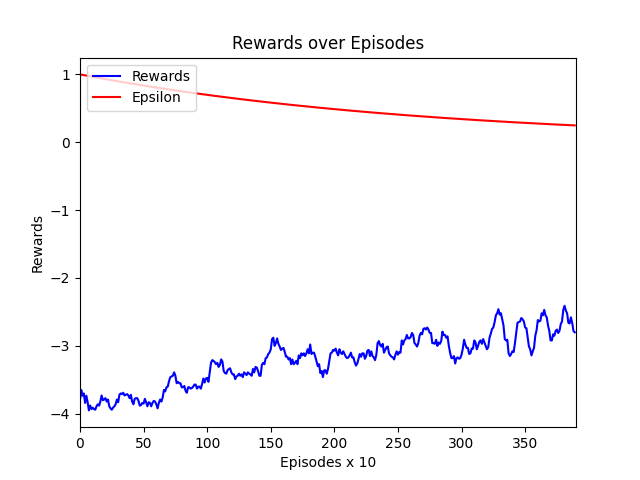 Rewards over Episodes
Rewards
Epsilon
1
0
−1
−2
−3
−4
Rewards
0 50 100 150 200 250 300 350
Episodes x 10